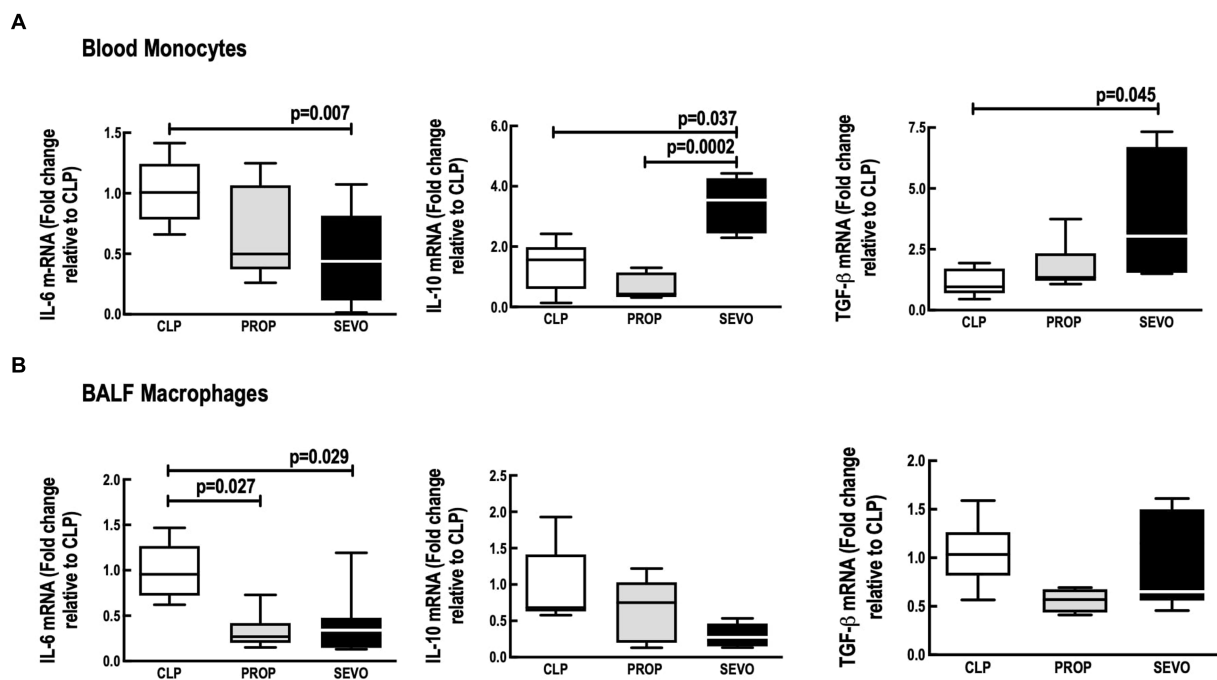 A
Blood Monocytes
IL-6 m-RNA (Fold change
relative to CLP)
1.5
1.0
0.5
0.0
p=0.007
CLP PROP SEVO
IL-10 mRNA (Fold change
relative to CLP)
6.0
4.0
2.0
0.0
p=0.037
p=0.0002
CLP PROP SEVO
TGF-β mRNA (Fold change
relative to CLP)
7.5
5.0
2.5
0.0
p=0.045
CLP PROP SEVO
B
BALF Macrophages
IL-6 mRNA (Fold change
relative to CLP)
2.0
1.5
1.0
0.5
0.0
p=0.029
p=0.027
CLP PROP SEVO
IL-10 mRNA (Fold change
relative to CLP)
2.5
2.0
1.5
1.0
0.5
0.0
CLP PROP SEVO
TGF-β mRNA (Fold change
relative to CLP)
2.0
1.5
1.0
0.5
0.0
CLP PROP SEVO